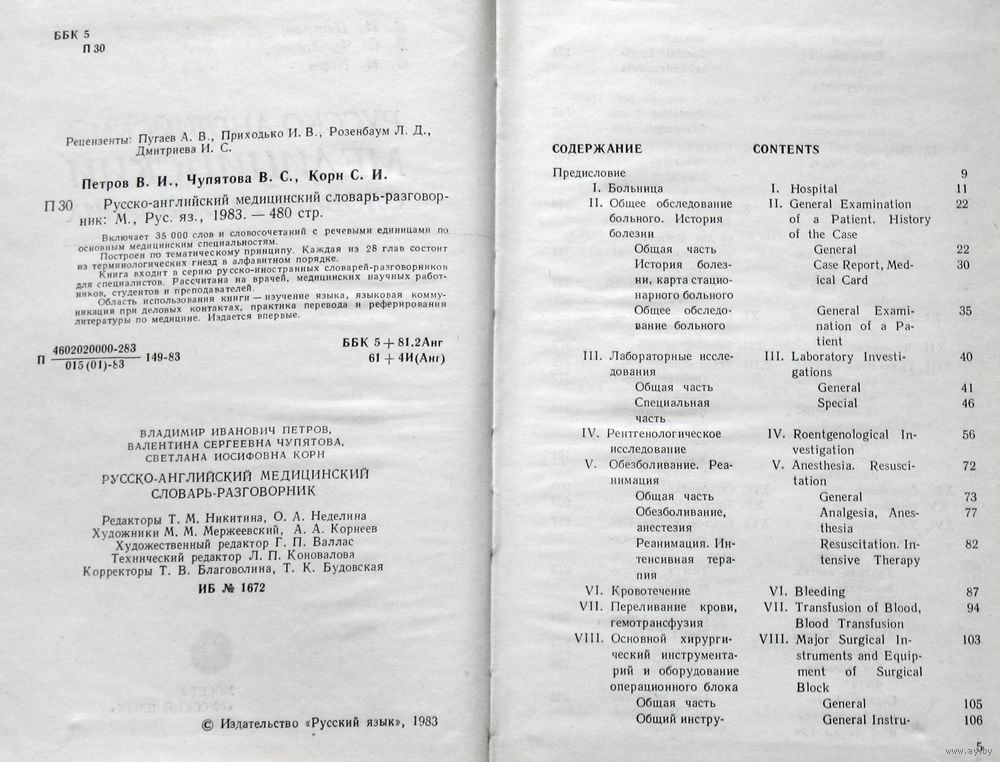 ББК 5
П 30
Рецензенты: Пугаев А. В., Приходько И. В., Розенбаум Л. Д.,
Дмитриева И. С.
Петров В. И., Чупятова В. С., Корн С. И.
П 30 Русско-английский медицинский словарь-разговор-
ник: М., Рус. яз., 1983. — 480 стр.
Включает 35 000 слов и словосочетаний с речевыми единицами по
основным медицинским специальностям.
Построен по тематическому принципу. Каждая из 28 глав состоит
из терминологических гнезд в алфавитном порядке.
Книга входит в серию русско-иностранных словарей-разговорников
для специалистов. Рассчитана на врачей, медицинских научных работ-
ников, студентов и преподавателей.
Область использования книги — изучение языка, языковая комму-
никация при деловых контактах, практика перевода и реферирования
литературы по медицине. Издается впервые.
П 4602020000-283
015(01)-83
149-83
ББК 5+81.2Англ
61+4И(Анг)
ВЛАДИМИР ИВАНОВИЧ ПЕТРОВ,
ВАЛЕНТИНА СЕРГЕЕВНА ЧУПЯТОВА,
СВЕТЛАНА ИОСИФОВНА КОРН
РУССКО-АНГЛИЙСКИЙ МЕДИЦИНСКИЙ
СЛОВАРЬ-РАЗГОВОРНИК
Редакторы Т. М. Никитина, О. А. Неделина
Художники М. М. Мержеевский, А. А. Корнеев
Художественный редактор Г. П. Валлас
Технический редактор Л. П. Коновалова
Корректоры Т. В. Благоволина, Т. К. Будовская
ИБ № 1672
© Издательство «Русский язык», 1983
СОДЕРЖАНИЕ CONTENTS
Предисловие 9
I. Больница I. Hospital 11
II. Общее обследование II. General Examination 22
больного. История of a Patient. History
болезни of the Case
Общая часть General 22
История болез- Case Report, Med- 30
ни, карта стацио- ical Card
нарного больного
Общее обследо- General Exami- 35
вание больного nation of a Pa-
tient
III. Лабораторные иссле- III. Laboratory Investi- 40
дования gations
Общая часть General 41
Специальная Special 46
часть
IV. Рентгенологическое IV. Roentgenological In- 56
исследование vestigation
V. Обезболивание. Реа- V. Anesthesia. Resusci- 72
нимация tation
Общая часть General 73
Обезболивание, Analgesia, Anes- 77
анестезия thesia
Реанимация. Ин- Resuscitation. In- 82
тенсивная тера- tensive Therapy
пия
VI. Кровотечение VI. Bleeding 87
VII. Переливание крови, VII. Transfusion of Blood, 94
гемотрансфузия Blood Transfusion
VIII. Основной хирурги- VIII. Major Surgical In- 103
ческий инструмента- struments and Equip-
рий и оборудование ment of Surgical
операционного блока Block
Общая часть General 105
Общий инстру- General Instru- 106
5
www.ay.by